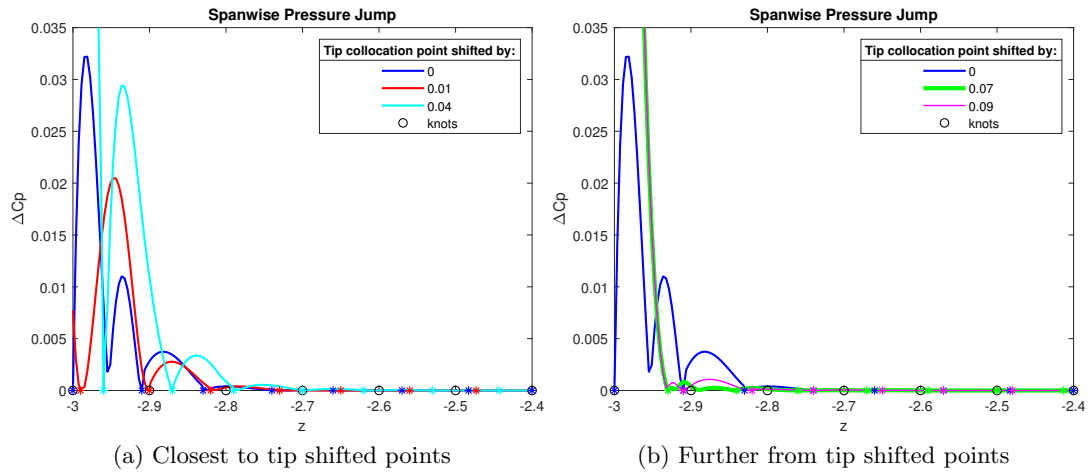 Spanwise Pressure Jump
Tip collocation point shifted by:
0
0.01
0.04
knots
0.035
0.03
0.025
0.02
0.015
0.01
0.005
0
ΔCp
-3 -2.9 -2.8 -2.7 -2.6 -2.5 -2.4
z
(a) Closest to tip shifted points
Spanwise Pressure Jump
Tip collocation point shifted by:
0
0.07
0.09
knots
0.035
0.03
0.025
0.02
0.015
0.01
0.005
0
ΔCp
-3 -2.9 -2.8 -2.7 -2.6 -2.5 -2.4
z
(b) Further from tip shifted points